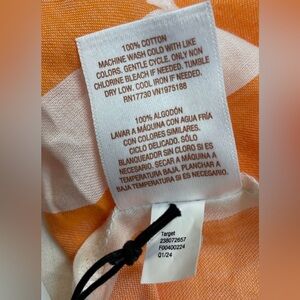 100% COTTON
MACHINE WASH COLD WITH LIKE
COLORS. GENTLE CYCLE. ONLY NON
CHLORINE BLEACH IF NEEDED. TUMBLE
DRY LOW. COOL IRON IF NEEDED.
RN17730 VN1975188
100% ALGODÓN
LAVAR A MÁQUINA CON AGUA FRÍA
CON COLORES SIMILARES.
CICLO DELICADO. SÓLO
BLANQUEADOR SIN CLORO SI ES
NECESARIO. SECAR A MÁQUINA A
TEMPERATURA BAJA. PLANCHAR A
BAJA TEMPERATURA SI ES
NECESARIO.
Target
238072657
F00400224
Q1/24